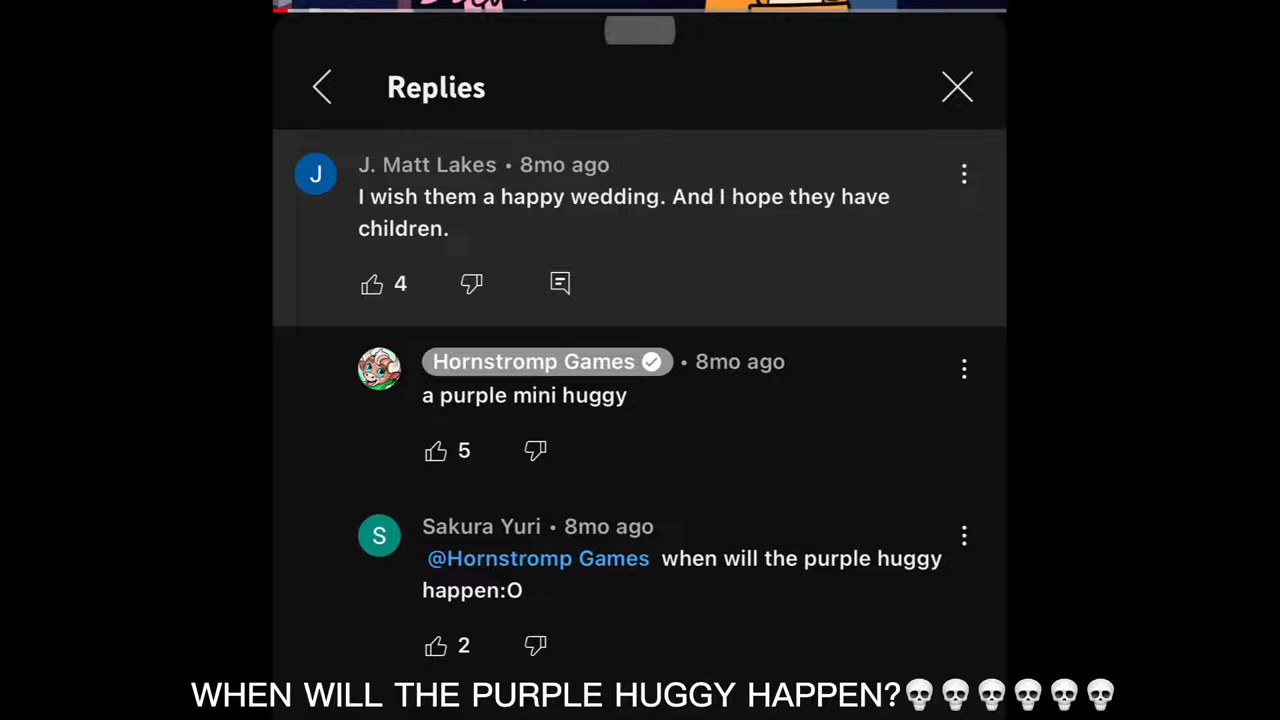 Replies
J
J. Matt Lakes • 8mo ago
I wish them a happy wedding. And I hope they have
children.
4
Hornstromp Games • 8mo ago
a purple mini huggy
5
S
Sakura Yuri • 8mo ago
@Hornstromp Games when will the purple huggy
happen:O
2
WHEN WILL THE PURPLE HUGGY HAPPEN?💀💀💀💀💀💀